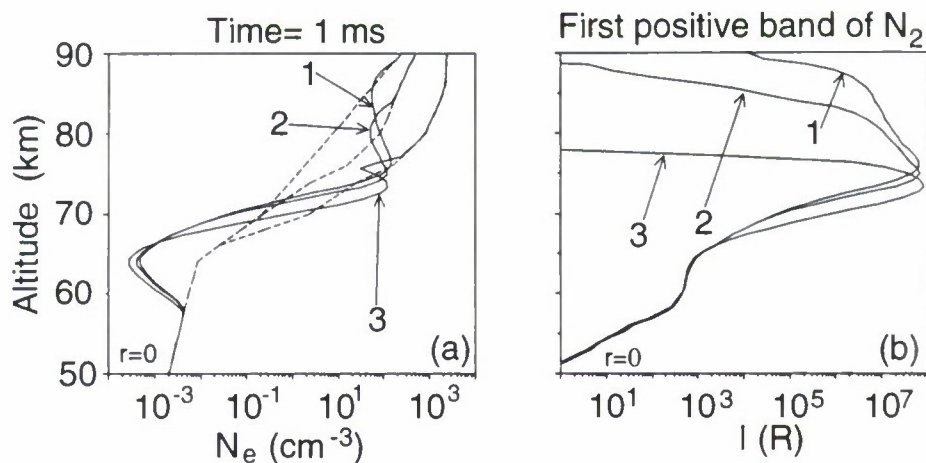 Time= 1 ms
First positive band of N₂
Altitude (km)
90
80
70
60
50
1
2
3
r=0
(a)
10⁻³
10⁻¹
10¹
10³
Nₑ (cm⁻³)
1
2
3
r=0
(b)
10¹
10³
10⁵
10⁷
I (R)